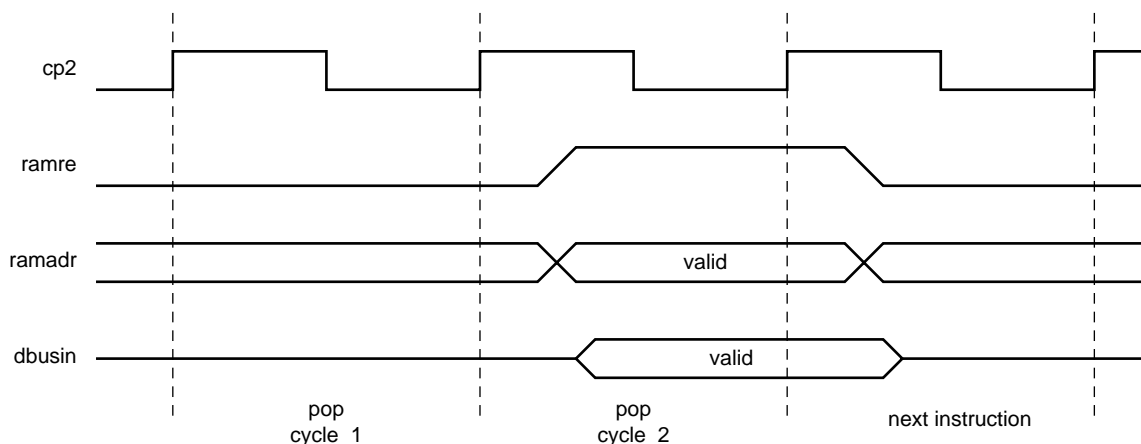 cp2
ramre
ramadr
valid
dbusin
valid
pop
cycle 1
pop
cycle 2
next instruction